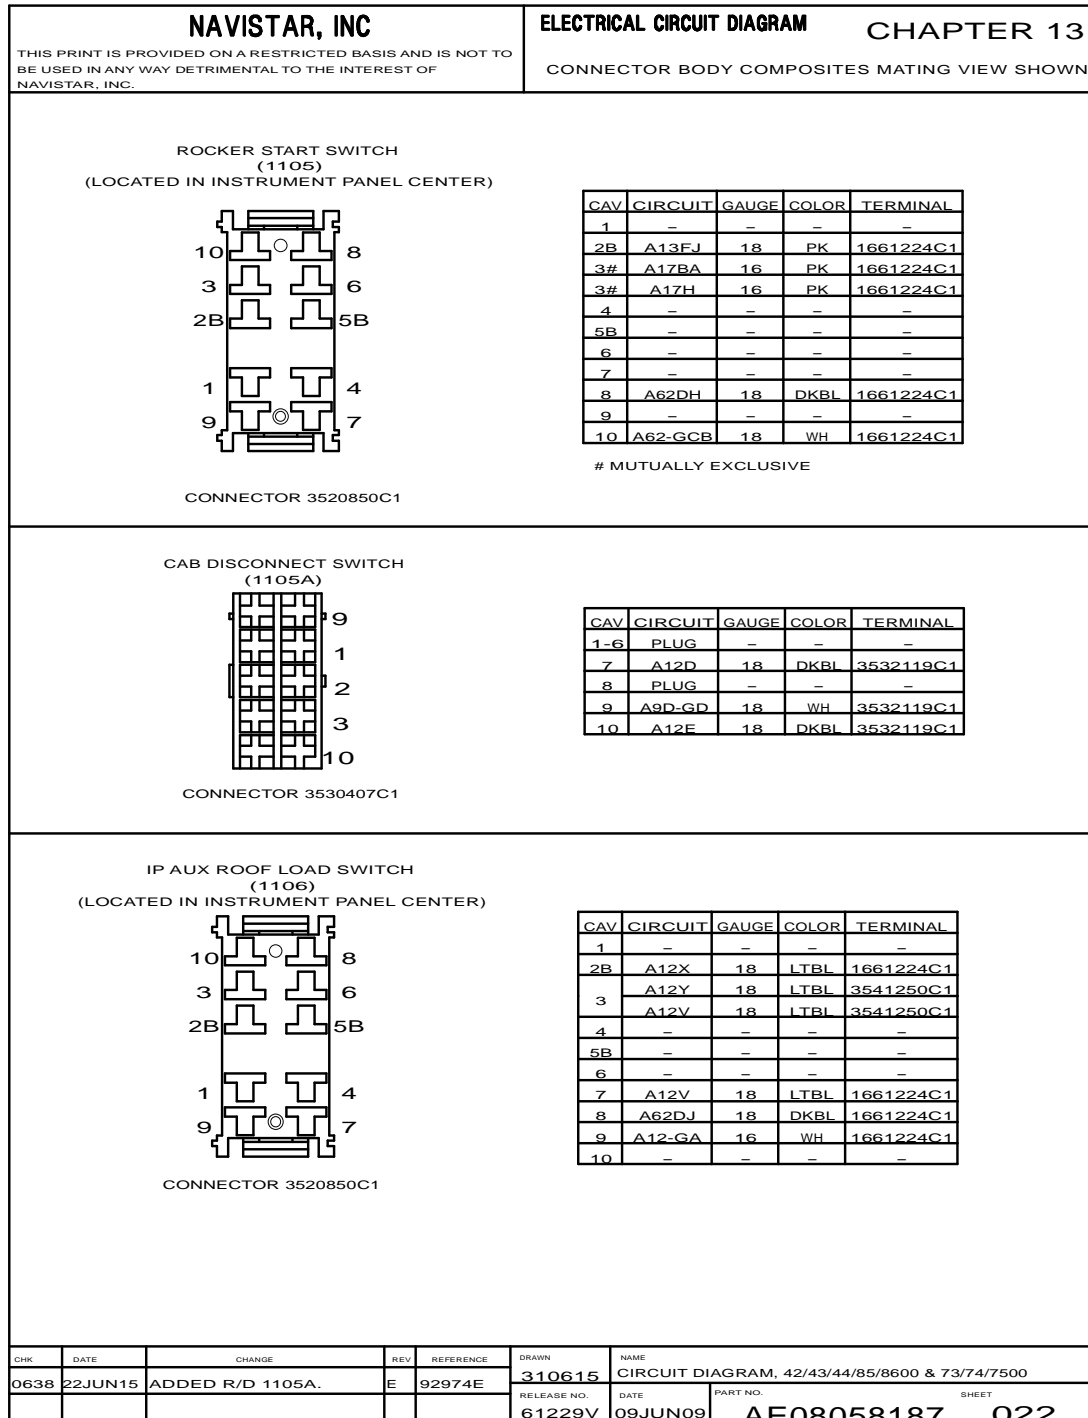 NAVISTAR, INC
THIS PRINT IS PROVIDED ON A RESTRICTED BASIS AND IS NOT TO
BE USED IN ANY WAY DETRIMENTAL TO THE INTEREST OF
NAVISTAR, INC.
ELECTRICAL CIRCUIT DIAGRAM CHAPTER 13
CONNECTOR BODY COMPOSITES MATING VIEW SHOWN
ROCKER START SWITCH
(1105)
(LOCATED IN INSTRUMENT PANEL CENTER)
10 8
3 6
2B 5B
1 4
9 7
CONNECTOR 3520850C1
CAV CIRCUIT GAUGE COLOR TERMINAL
1 – – – –
2B A13FJ 18 PK 1661224C1
3# A17BA 16 PK 1661224C1
3# A17H 16 PK 1661224C1
4 – – – –
5B – – – –
6 – – – –
7 – – – –
8 A62DH 18 DKBL 1661224C1
9 – – – –
10 A62-GCB 18 WH 1661224C1
# MUTUALLY EXCLUSIVE
CAB DISCONNECT SWITCH
(1105A)
9
1
2
3
10
CONNECTOR 3530407C1
CAV CIRCUIT GAUGE COLOR TERMINAL
1-6 PLUG – – –
7 A12D 18 DKBL 3532119C1
8 PLUG – – –
9 A9D-GD 18 WH 3532119C1
10 A12E 18 DKBL 3532119C1
IP AUX ROOF LOAD SWITCH
(1106)
(LOCATED IN INSTRUMENT PANEL CENTER)
10 8
3 6
2B 5B
1 4
9 7
CONNECTOR 3520850C1
CAV CIRCUIT GAUGE COLOR TERMINAL
1 – – – –
2B A12X 18 LTBL 1661224C1
3 A12Y 18 LTBL 3541250C1
A12V 18 LTBL 3541250C1
4 – – – –
5B – – – –
6 – – – –
7 A12V 18 LTBL 1661224C1
8 A62DJ 18 DKBL 1661224C1
9 A12-GA 16 WH 1661224C1
10 – – – –
CHK DATE CHANGE REV REFERENCE
0638 22JUN15 ADDED R/D 1105A. E 92974E
DRAWN NAME
310615 CIRCUIT DIAGRAM, 42/43/44/85/8600 & 73/74/7500
RELEASE NO. DATE PART NO. SHEET
61229V 09JUN09 AE08058187 022